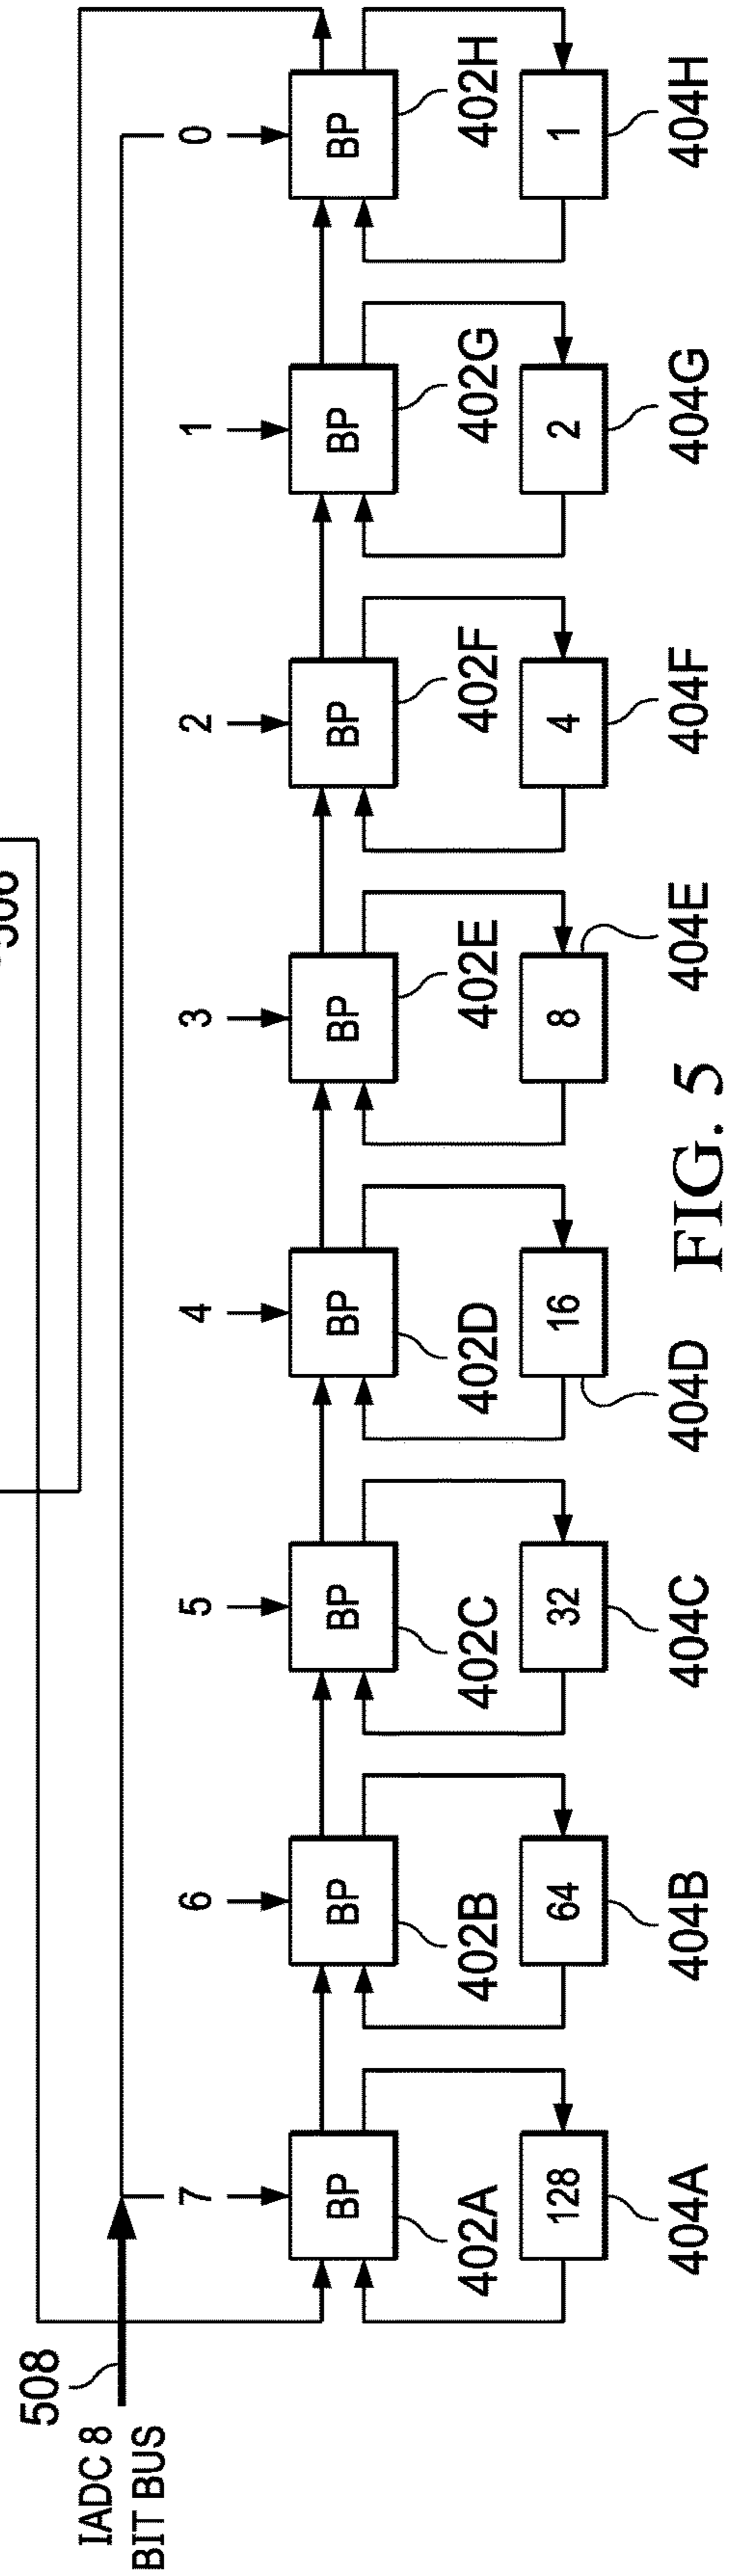 508
IADC 8
BIT BUS
7 6 5 4 3 2 1 0
BP BP BP BP BP BP BP BP
402A 402B 402C 402D 402E 402F 402G 402H
128 64 32 16 8 4 2 1
404A 404B 404C 404D 404E 404F 404G 404H
FIG. 5